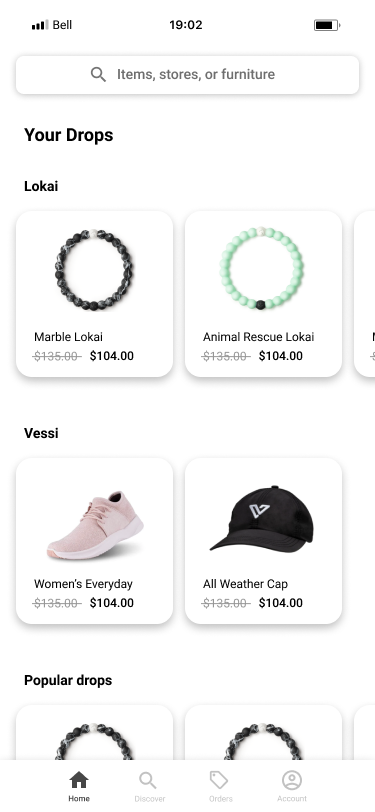 Bell
19:02
Items, stores, or furniture
Your Drops
Lokai
Marble Lokai
$135.00 $104.00
Animal Rescue Lokai
$135.00 $104.00
Vessi
Women's Everyday
$135.00 $104.00
All Weather Cap
$135.00 $104.00
Popular drops
Home
Discover
Orders
Account